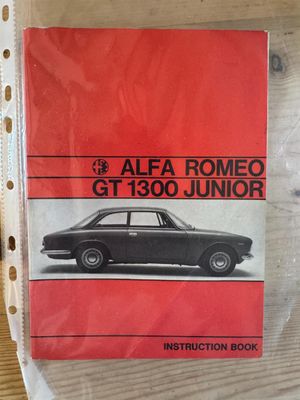 ALFA ROMEO
GT 1300 JUNIOR
INSTRUCTION BOOK